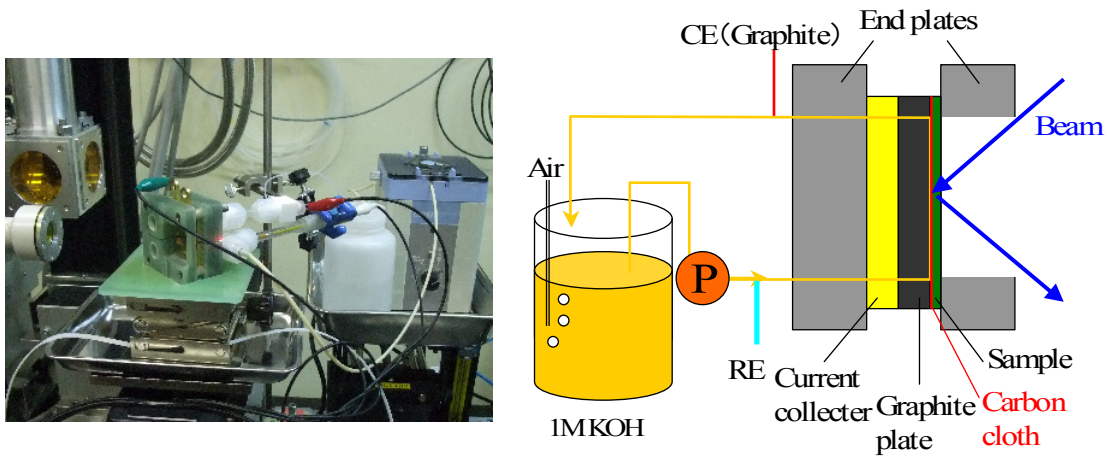 CE(Graphite)
End plates
Beam
Air
P
RE
Current
collecter
Graphite
plate
Sample
Carbon
cloth
1M KOH